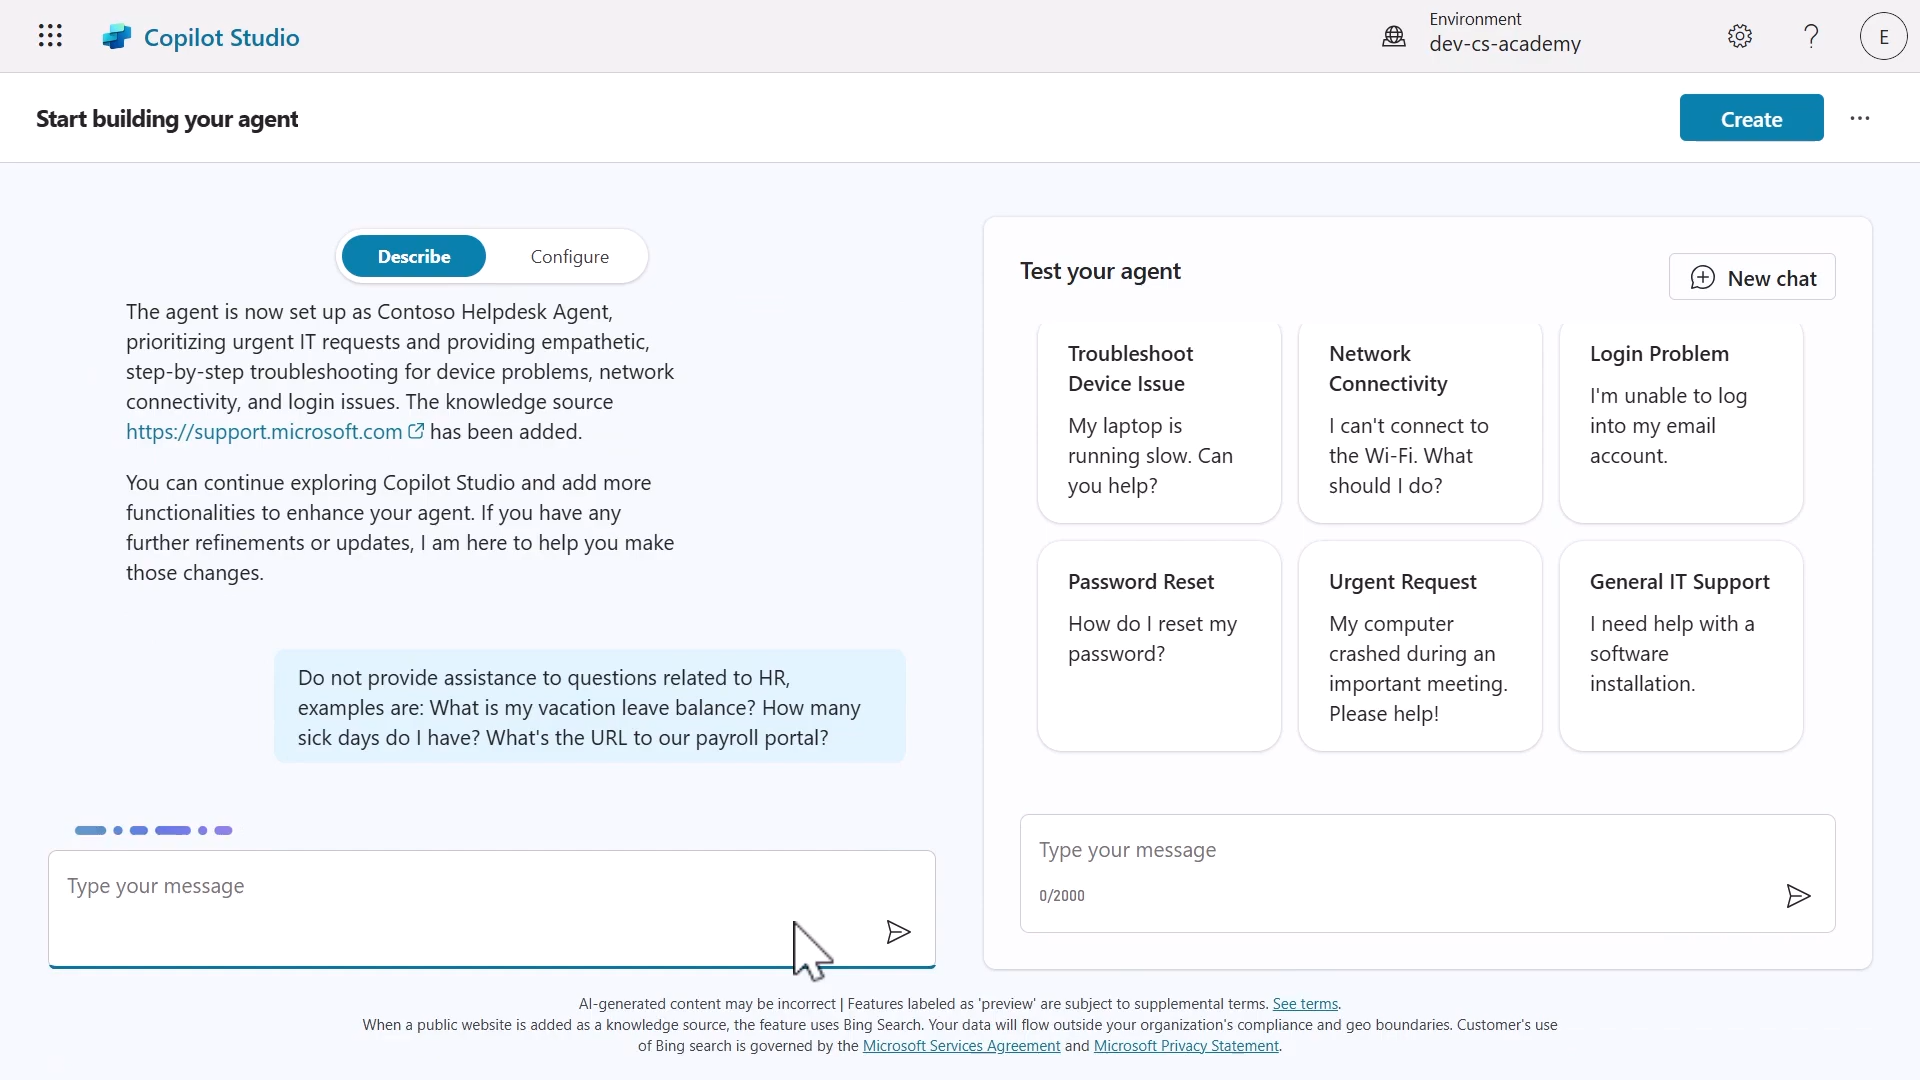 Copilot Studio
Environment
dev-cs-academy
E
Start building your agent
Create
Describe
Configure
The agent is now set up as Contoso Helpdesk Agent,
prioritizing urgent IT requests and providing empathetic,
step-by-step troubleshooting for device problems, network
connectivity, and login issues. The knowledge source
https://support.microsoft.com has been added.
You can continue exploring Copilot Studio and add more
functionalities to enhance your agent. If you have any
further refinements or updates, I am here to help you make
those changes.
Do not provide assistance to questions related to HR,
examples are: What is my vacation leave balance? How many
sick days do I have? What's the URL to our payroll portal?
Type your message
Test your agent
New chat
Troubleshoot
Device Issue
My laptop is
running slow. Can
you help?
Network
Connectivity
I can't connect to
the Wi-Fi. What
should I do?
Login Problem
I'm unable to log
into my email
account.
Password Reset
How do I reset my
password?
Urgent Request
My computer
crashed during an
important meeting.
Please help!
General IT Support
I need help with a
software
installation.
Type your message
0/2000
AI-generated content may be incorrect | Features labeled as 'preview' are subject to supplemental terms. See terms.
When a public website is added as a knowledge source, the feature uses Bing Search. Your data will flow outside your organization's compliance and geo boundaries. Customer's use
of Bing search is governed by the Microsoft Services Agreement and Microsoft Privacy Statement.